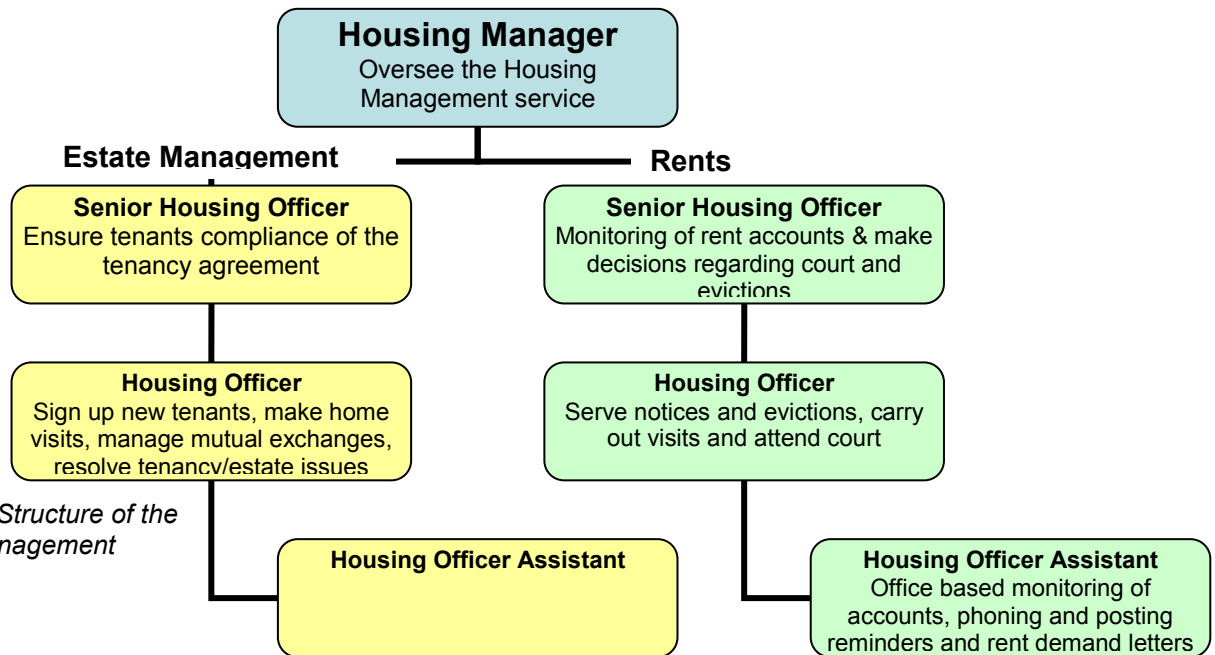 Housing Manager
Oversee the Housing
Management service
Estate Management
Rents
Senior Housing Officer
Ensure tenants compliance of the
tenancy agreement
Senior Housing Officer
Monitoring of rent accounts & make
decisions regarding court and
evictions
Housing Officer
Sign up new tenants, make home
visits, manage mutual exchanges,
resolve tenancy/estate issues
Housing Officer
Serve notices and evictions, carry
out visits and attend court
Structure of the
nagement
Housing Officer Assistant
Housing Officer Assistant
Office based monitoring of
accounts, phoning and posting
reminders and rent demand letters